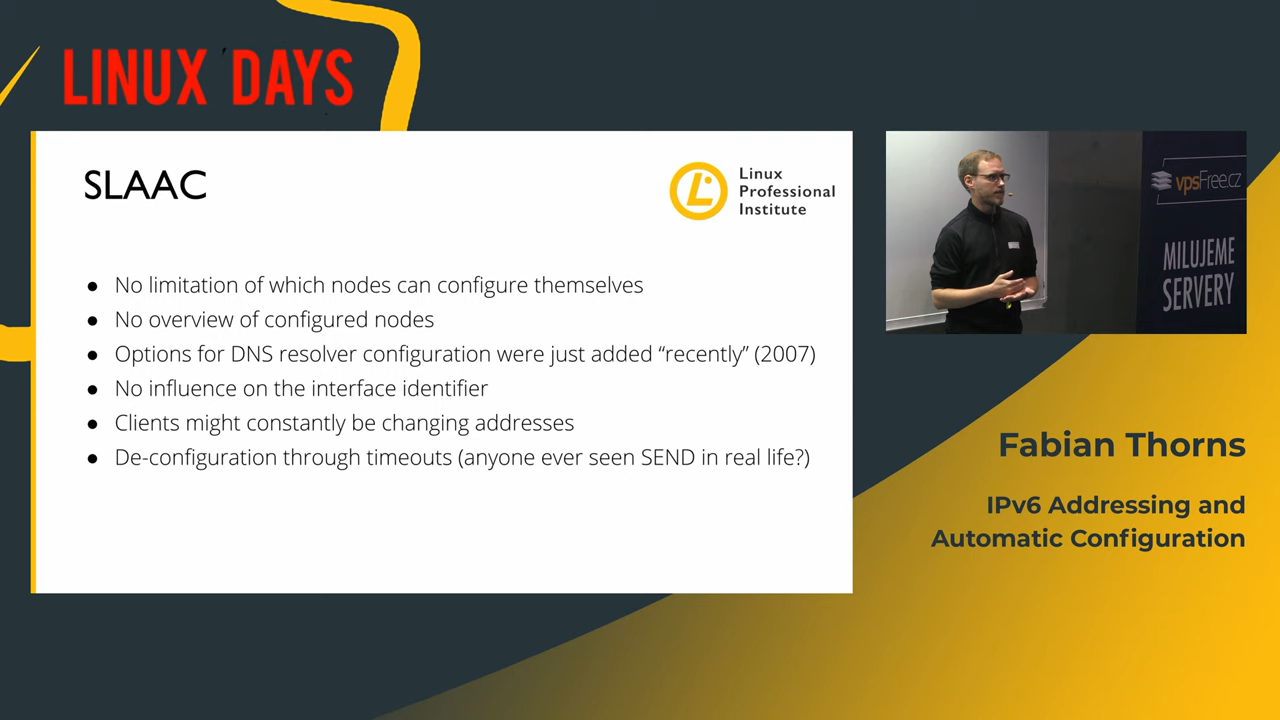 LINUX DAYS
SLAAC
Linux
Professional
Institute
● No limitation of which nodes can configure themselves
● No overview of configured nodes
● Options for DNS resolver configuration were just added “recently” (2007)
● No influence on the interface identifier
● Clients might constantly be changing addresses
● De-configuration through timeouts (anyone ever seen SEND in real life?)
vpsFree.cz
MILUJEME
SERVERY
Fabian Thorns
IPv6 Addressing and
Automatic Configuration